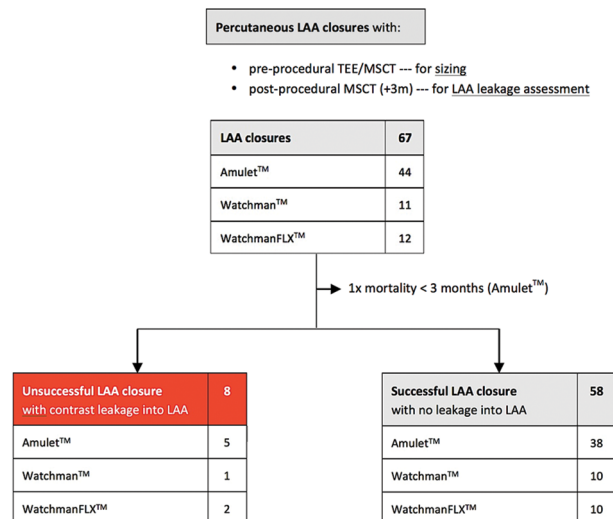 Percutaneous LAA closures with:
• pre-procedural TEE/MSCT --- for sizing
• post-procedural MSCT (+3m) --- for LAA leakage assessment
LAA closures 67
Amulet™ 44
Watchman™ 11
WatchmanFLX™ 12
1x mortality < 3 months (Amulet™)
Unsuccessful LAA closure 8
with contrast leakage into LAA
Amulet™ 5
Watchman™ 1
WatchmanFLX™ 2
Successful LAA closure 58
with no leakage into LAA
Amulet™ 38
Watchman™ 10
WatchmanFLX™ 10